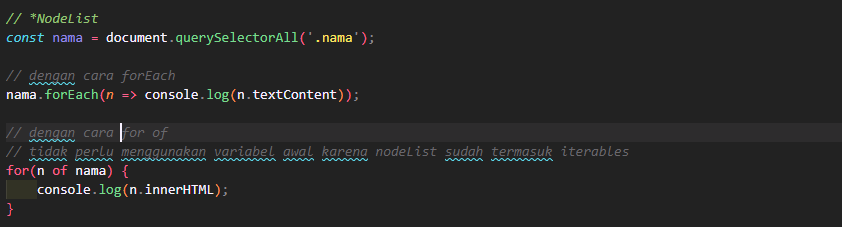 // *NodeList
const nama = document.querySelectorAll('.nama');
// dengan cara forEach
nama.forEach(n => console.log(n.textContent));
// dengan cara for of
// tidak perlu menggunakan variabel awal karena nodeList sudah termasuk iterables
for(n of nama) {
console.log(n.innerHTML);
}